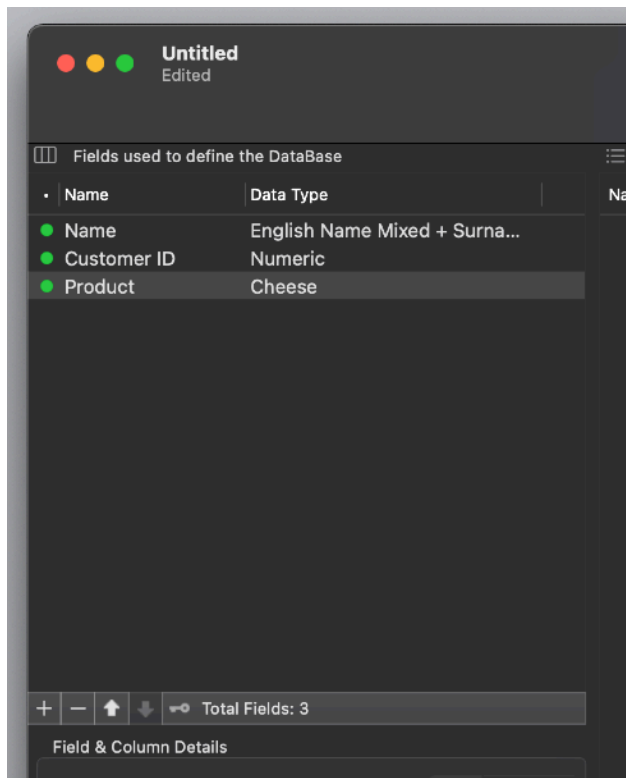 Untitled
Edited
Fields used to define the DataBase
Name Data Type
Name English Name Mixed + Surna...
Customer ID Numeric
Product Cheese
Total Fields: 3
Field & Column Details
Na